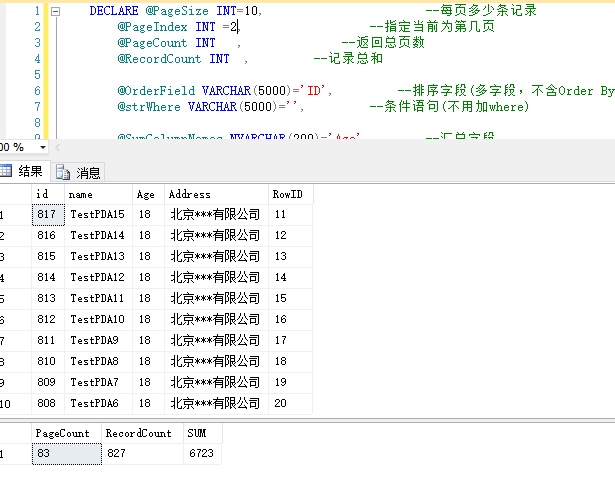 1 DECLARE @PageSize INT=10, --每页多少条记录
2 @PageIndex INT =2, --指定当前为第几页
3 @PageCount INT , --返回总页数
4 @RecordCount INT , --记录总和
5
6 @OrderField VARCHAR(5000)='ID', --排序字段(多字段，不含Order By
7 @strWhere VARCHAR(5000)='', --条件语句(不用加where)
8
9 @SumColumnNames NVARCHAR(200)='Age' --汇总字段
00 %
结果 消息
id name Age Address RowID
1 817 TestPDA15 18 北京***有限公司 11
2 816 TestPDA14 18 北京***有限公司 12
3 815 TestPDA13 18 北京***有限公司 13
4 814 TestPDA12 18 北京***有限公司 14
5 813 TestPDA11 18 北京***有限公司 15
6 812 TestPDA10 18 北京***有限公司 16
7 811 TestPDA9 18 北京***有限公司 17
8 810 TestPDA8 18 北京***有限公司 18
9 809 TestPDA7 18 北京***有限公司 19
10 808 TestPDA6 18 北京***有限公司 20
PageCount RecordCount SUM
1 83 827 6723